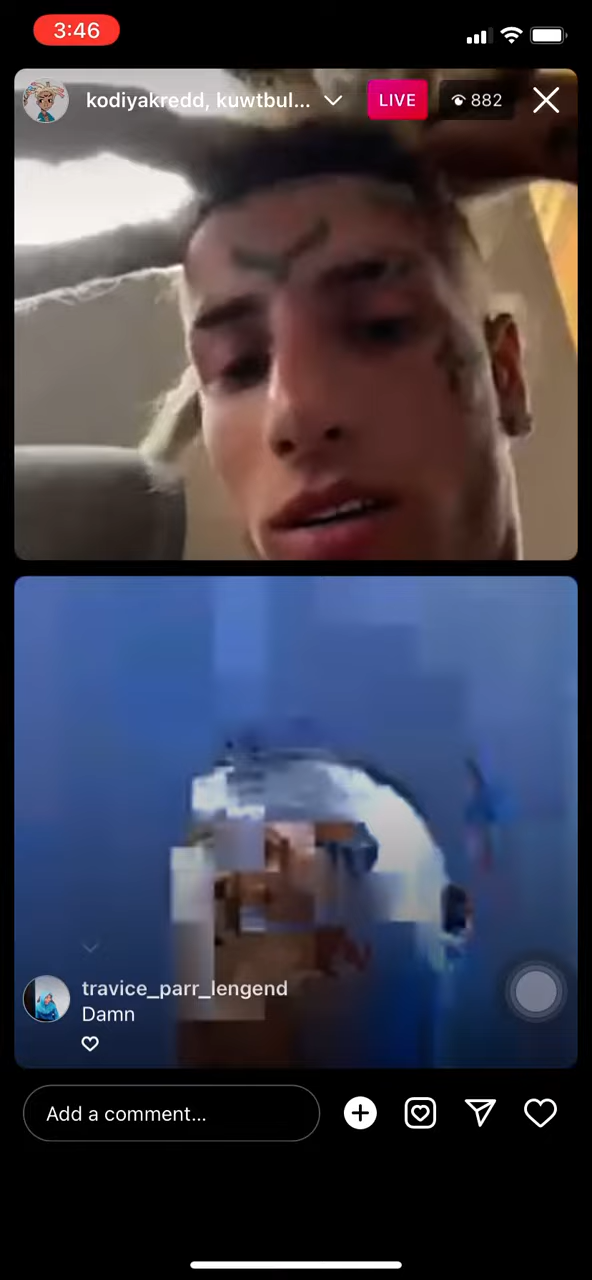 3:46
kodiyakredd, kuwtbul...
LIVE
882
travice_parr_lengend
Damn
Add a comment...